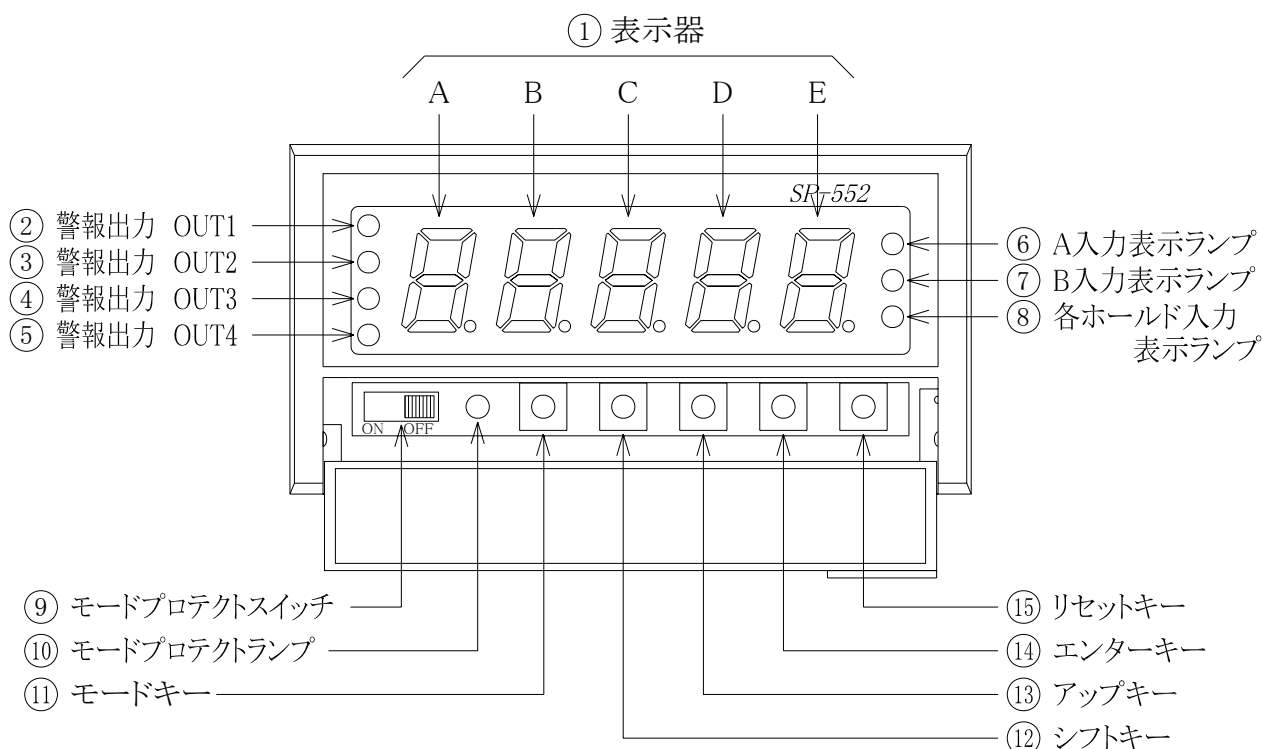 ① 表示器
A B C D E
SP-552
② 警報出力 OUT1
③ 警報出力 OUT2
④ 警報出力 OUT3
⑤ 警報出力 OUT4
⑥ A入力表示ランプ
⑦ B入力表示ランプ
⑧ 各ホールド入力
表示ランプ
ON OFF
⑨ モードプロテクトスイッチ
⑩ モードプロテクトランプ
⑪ モードキー
⑮ リセットキー
⑭ エンターキー
⑬ アップキー
⑫ シフトキー